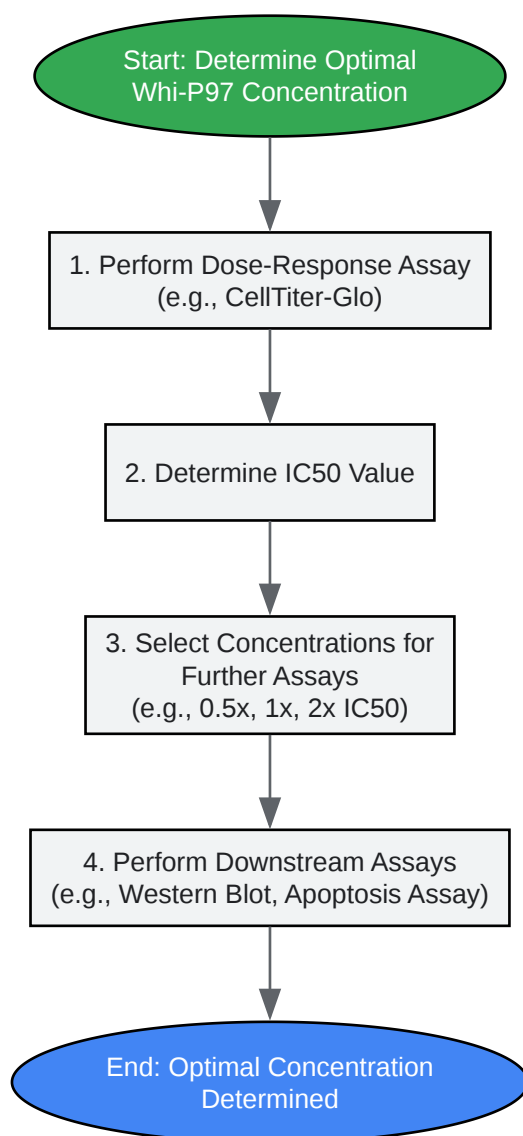 Start: Determine Optimal
Whi-P97 Concentration
1. Perform Dose-Response Assay
(e.g., CellTiter-Glo)
2. Determine IC50 Value
3. Select Concentrations for
Further Assays
(e.g., 0.5x, 1x, 2x IC50)
4. Perform Downstream Assays
(e.g., Western Blot, Apoptosis Assay)
End: Optimal Concentration
Determined